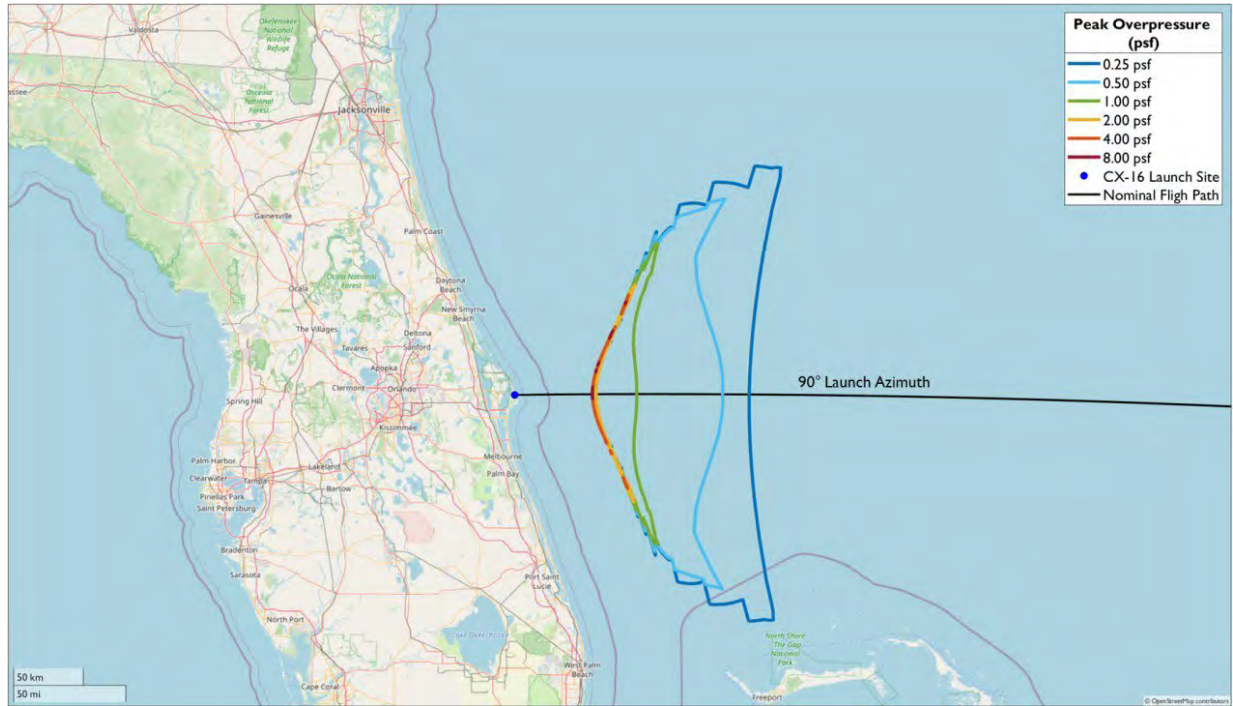 Peak Overpressure
(psf)
0.25 psf
0.50 psf
1.00 psf
2.00 psf
4.00 psf
8.00 psf
CX-16 Launch Site
Nominal Fligh Path
Okefenokee
National
Wildlife
Refuge
Valdosta
Osceola
National
Forest
Jacksonville
Gainesville
Palm Coast
Ocala National
Forest
Ocala
Daytona
Beach
New Smyrna
Beach
The Villages
Deltona
Tavares
Sanford
Apopka
Clermont
Orlando
90° Launch Azimuth
Spring Hill
Kissimmee
Melbourne
Palm Harbor
Lakeland
Palm Bay
Clearwater
Tampa
Bartow
Pinellas Park
Saint Petersburg
Bradenton
Sarasota
Port Saint
Lucie
North Port
Lake Okeechobee
North Shore
The Gap
National
Park
West Palm
Beach
50 km
50 mi
Cape Coral
Freeport
© OpenStreetMap contributors